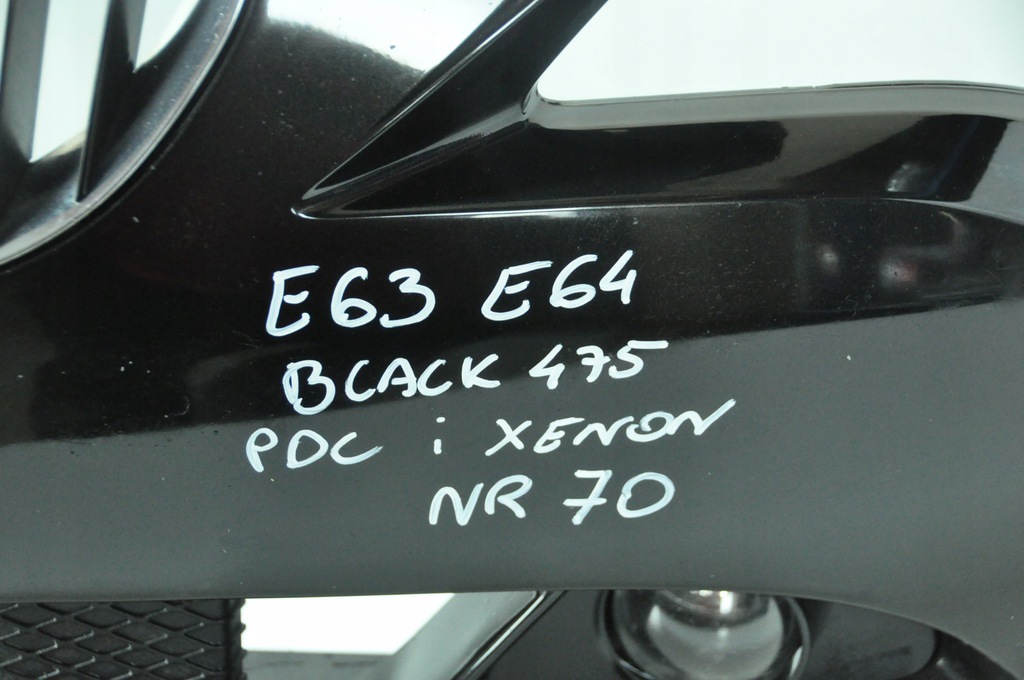 E63 E64
BLACK 475
PDC i XENON
NR 70